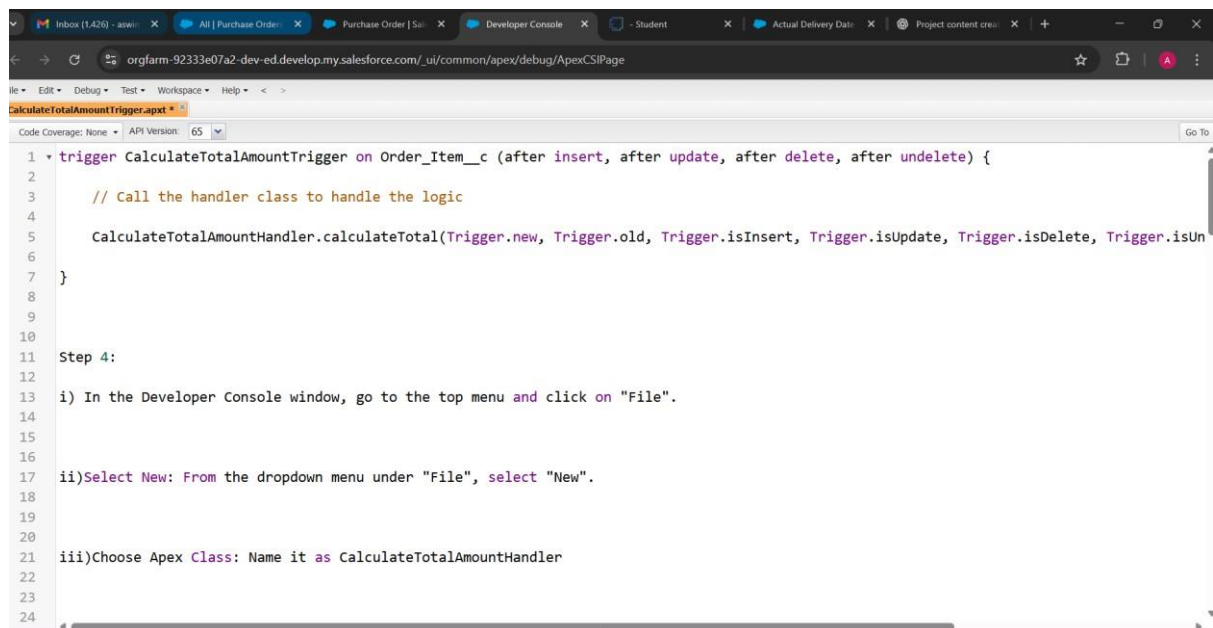 Inbox (1,426) - aswin
All | Purchase Orders
Purchase Order | Sal
Developer Console
- Student
Actual Delivery Date
Project content crea
orgfarm-92333e07a2-dev-ed.develop.my.salesforce.com/_ui/common/apex/debug/ApexCSIPage
A
ile Edit Debug Test Workspace Help < >
CalculateTotalAmountTrigger.apxt *
Code Coverage: None API Version: 65 Go To
1 trigger CalculateTotalAmountTrigger on Order_Item__c (after insert, after update, after delete, after undelete) {
2
3 // Call the handler class to handle the logic
4
5 CalculateTotalAmountHandler.calculateTotal(Trigger.new, Trigger.old, Trigger.isInsert, Trigger.isUpdate, Trigger.isDelete, Trigger.isUn
6
7 }
8
9
10
11 Step 4:
12
13 i) In the Developer Console window, go to the top menu and click on "File".
14
15
16
17 ii)Select New: From the dropdown menu under "File", select "New".
18
19
20
21 iii)Choose Apex Class: Name it as CalculateTotalAmountHandler
22
23
24